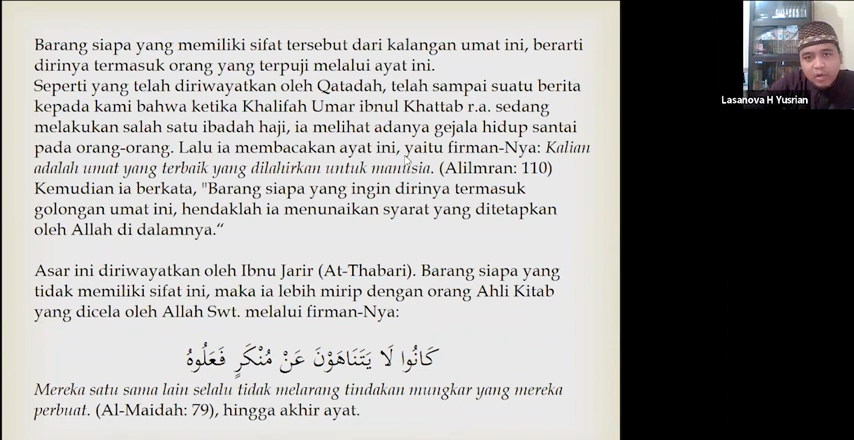 Barang siapa yang memiliki sifat tersebut dari kalangan umat ini, berarti
dirinya termasuk orang yang terpuji melalui ayat ini.
Seperti yang telah diriwayatkan oleh Qatadah, telah sampai suatu berita
kepada kami bahwa ketika Khalifah Umar ibnul Khattab r.a. sedang
melakukan salah satu ibadah haji, ia melihat adanya gejala hidup santai
pada orang-orang. Lalu ia membacakan ayat ini, yaitu firman-Nya: Kalian
adalah umat yang terbaik yang dilahirkan untuk manusia. (Alilmran: 110)
Kemudian ia berkata, "Barang siapa yang ingin dirinya termasuk
golongan umat ini, hendaklah ia menunaikan syarat yang ditetapkan
oleh Allah di dalamnya.“
Asar ini diriwayatkan oleh Ibnu Jarir (At-Thabari). Barang siapa yang
tidak memiliki sifat ini, maka ia lebih mirip dengan orang Ahli Kitab
yang dicela oleh Allah Swt. melalui firman-Nya:
كَانُوا لَا يَتَنَاهَوْنَ عَنْ مُنْكَرٍ فَعَلُوهُ
Mereka satu sama lain selalu tidak melarang tindakan mungkar yang mereka
perbuat. (Al-Maidah: 79), hingga akhir ayat.
Lasanova H Yusrian